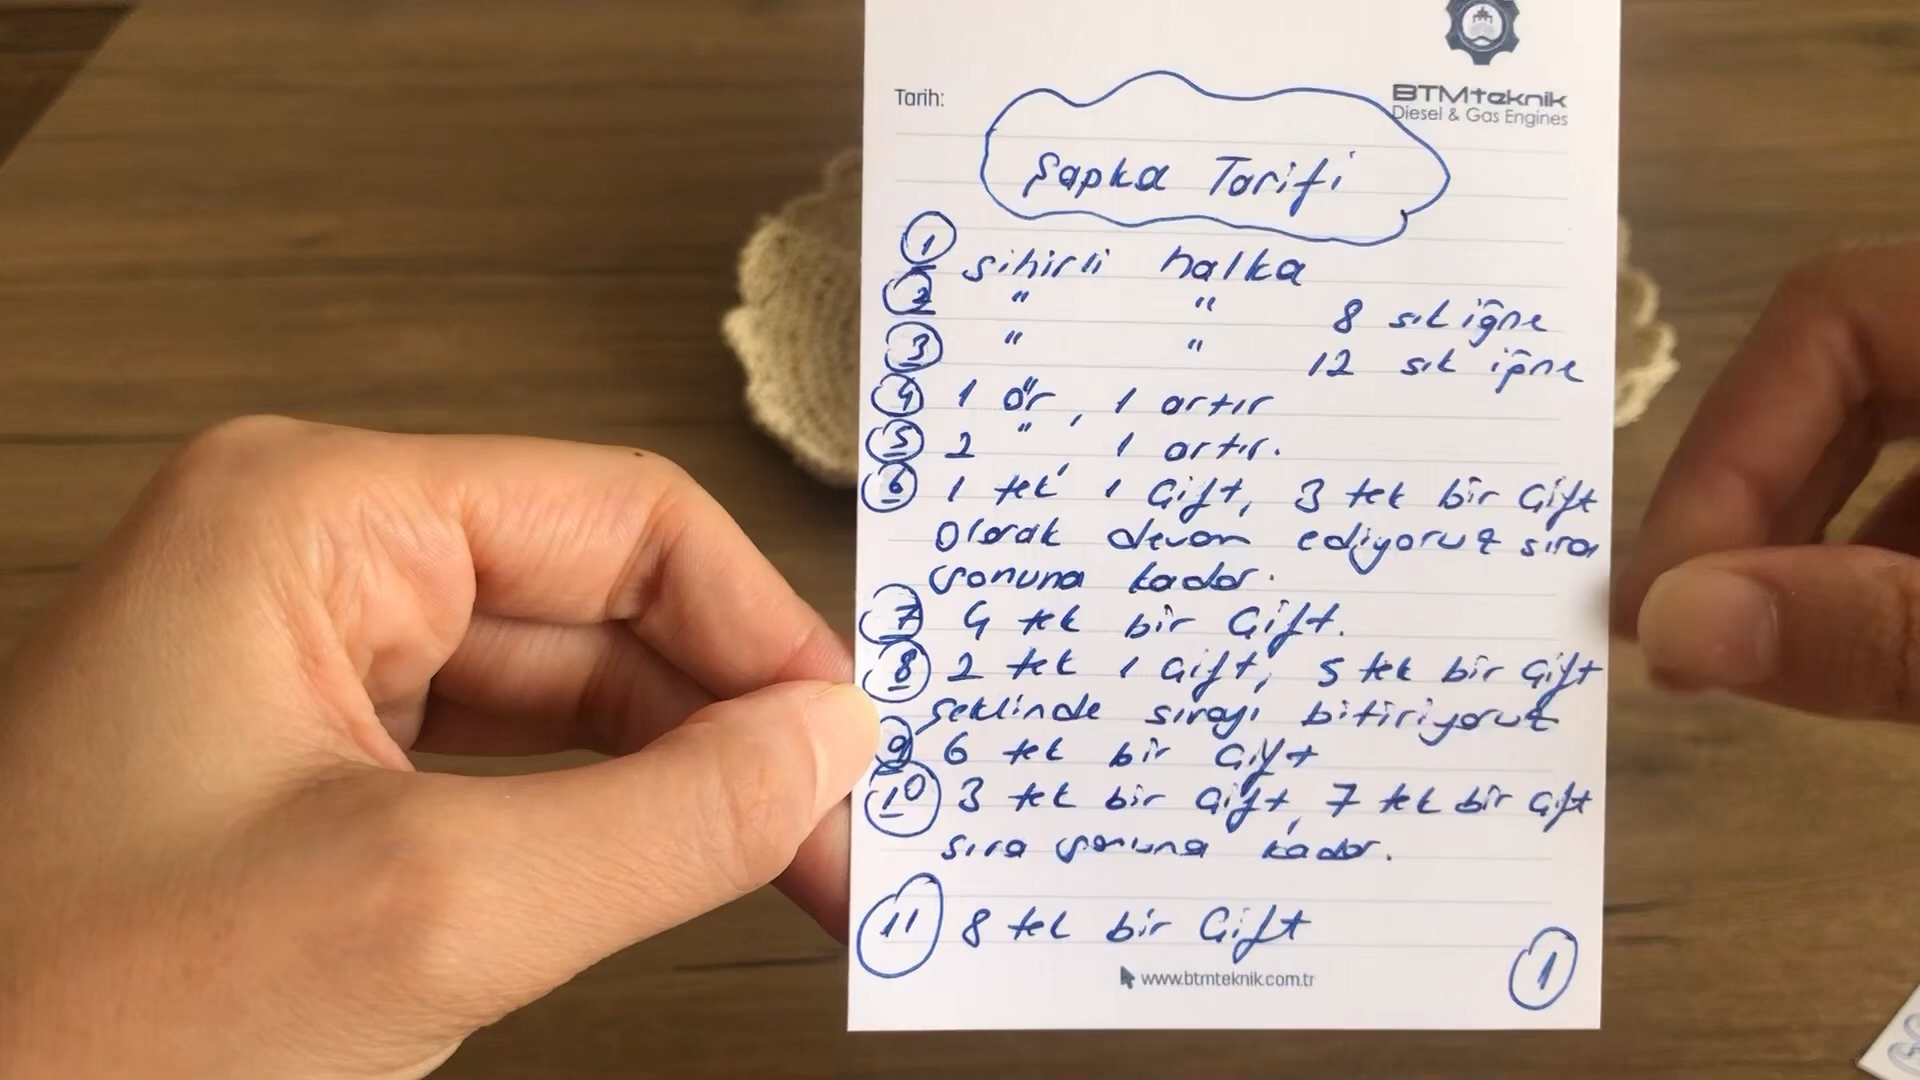 BTMteknik
Diesel & Gas Engines
Tarih:
Şapka Tarifi
1 sihirli halka
2 " " 8 sık iğne
3 " " 12 sık iğne
4 1 ör, 1 artır
5 2 ", 1 artır.
6 1 tek, 1 Çift, 3 tek bir Çift
olarak devam ediyoruz sıra
sonuna kadar.
7 4 tek bir Çift.
8 2 tek 1 Çift, 5 tek bir Çift
şeklinde sırayı bitiriyoruz
9 6 tek bir Çift
10 3 tek bir Çift, 7 tek bir Çift
sıra sonuna kadar.
11 8 tek bir Çift
www.btmteknik.com.tr
1